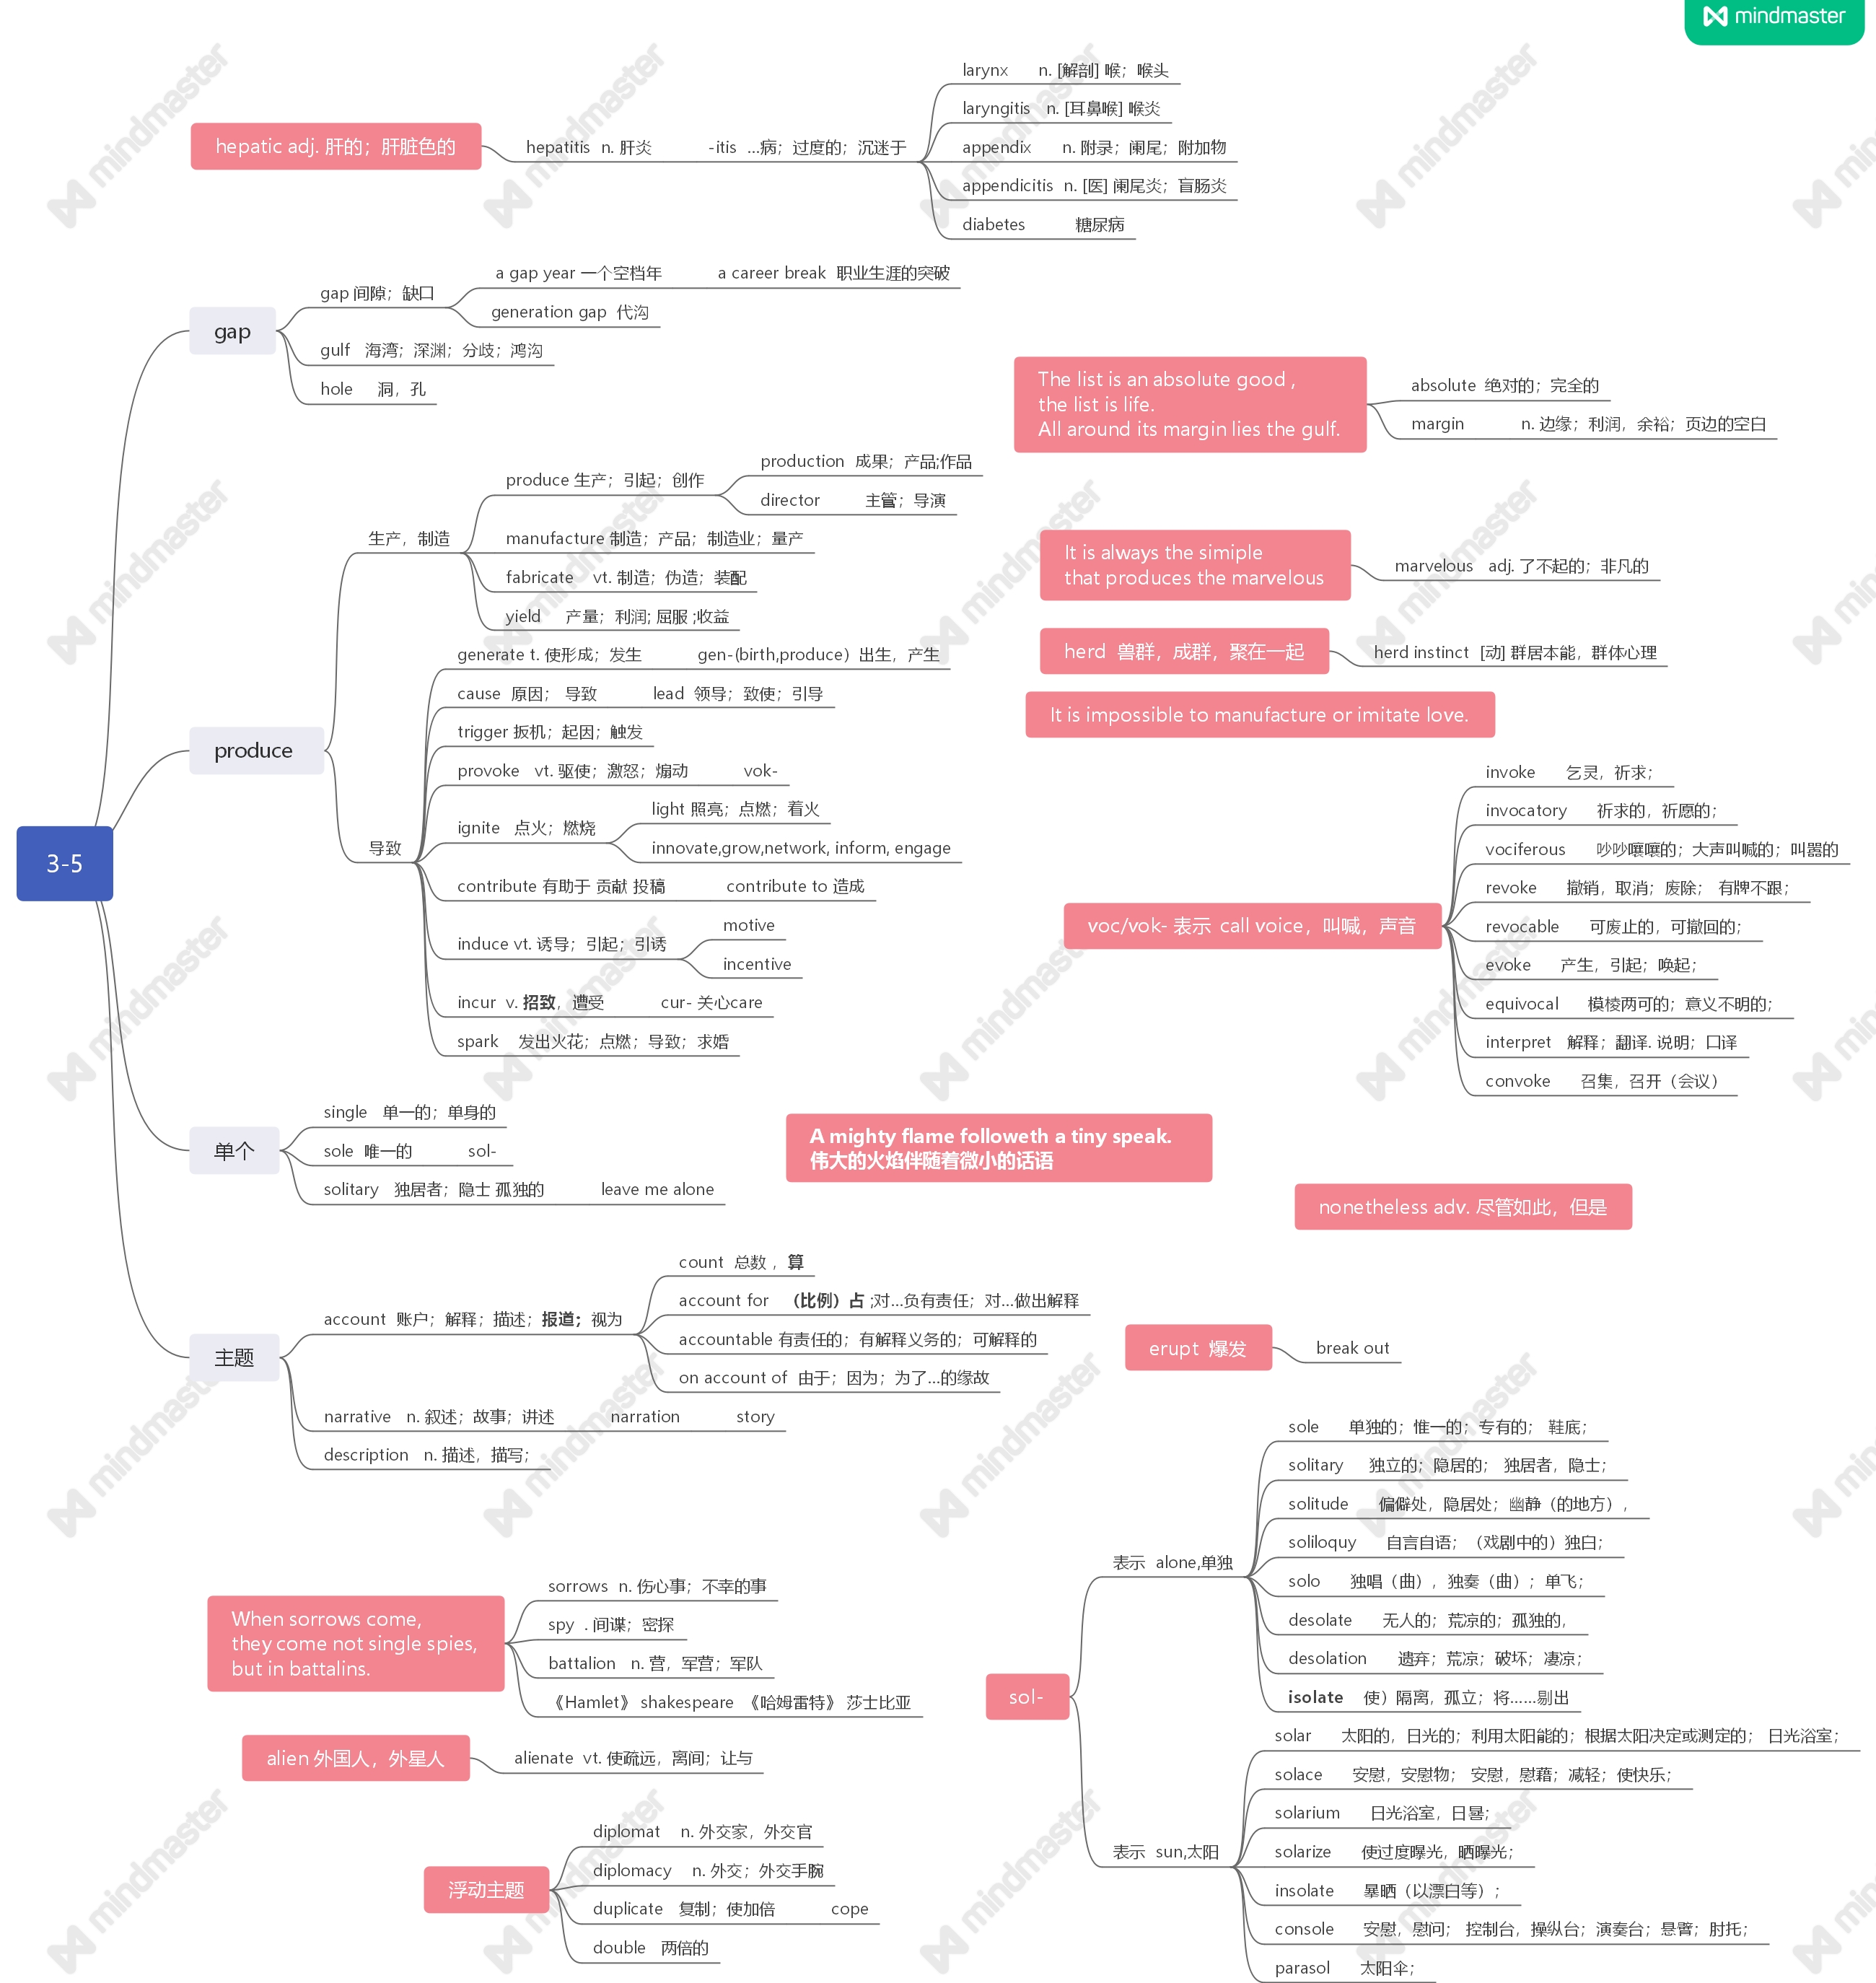 mindmaster
hepatic adj. 肝的；肝脏色的
hepatitis n. 肝炎 -itis ...病；过度的；沉迷于
larynx n. [解剖] 喉；喉头
laryngitis n. [耳鼻喉] 喉炎
appendix n. 附录；阑尾；附加物
appendicitis n. [医] 阑尾炎；盲肠炎
diabetes 糖尿病
3-5
gap
gap 间隙；缺口
a gap year 一个空档年 a career break 职业生涯的突破
generation gap 代沟
gulf 海湾；深渊；分歧；鸿沟
hole 洞，孔
The list is an absolute good ,
the list is life.
All around its margin lies the gulf.
absolute 绝对的；完全的
margin n. 边缘；利润，余裕；页边的空白
produce
生产，制造
produce 生产；引起；创作
production 成果；产品;作品
director 主管；导演
manufacture 制造；产品；制造业；量产
fabricate vt. 制造；伪造；装配
yield 产量；利润; 屈服 ;收益
It is always the simiple
that produces the marvelous
marvelous adj. 了不起的；非凡的
herd 兽群，成群，聚在一起
herd instinct [动] 群居本能，群体心理
It is impossible to manufacture or imitate love.
导致
generate t. 使形成；发生 gen-(birth,produce）出生，产生
cause 原因； 导致 lead 领导；致使；引导
trigger 扳机；起因；触发
provoke vt. 驱使；激怒；煽动 vok-
ignite 点火；燃烧
light 照亮；点燃；着火
innovate,grow,network, inform, engage
contribute 有助于 贡献 投稿 contribute to 造成
induce vt. 诱导；引起；引诱
motive
incentive
incur v. 招致，遭受 cur- 关心care
spark 发出火花；点燃；导致；求婚
voc/vok- 表示 call voice，叫喊，声音
invoke 乞灵，祈求；
invocatory 祈求的，祈愿的；
vociferous 吵吵嚷嚷的；大声叫喊的；叫嚣的
revoke 撤销，取消；废除； 有牌不跟；
revocable 可废止的，可撤回的；
evoke 产生，引起；唤起；
equivocal 模棱两可的；意义不明的；
interpret 解释；翻译. 说明；口译
convoke 召集，召开（会议）
单个
single 单一的；单身的
sole 唯一的 sol-
solitary 独居者；隐士 孤独的 leave me alone
A mighty flame followeth a tiny speak.
伟大的火焰伴随着微小的话语
nonetheless adv. 尽管如此，但是
主题
account 账户；解释；描述；报道；视为
count 总数 ，算
account for （比例）占 ;对...负有责任；对...做出解释
accountable 有责任的；有解释义务的；可解释的
on account of 由于；因为；为了...的缘故
narrative n. 叙述；故事；讲述 narration story
description n. 描述，描写；
erupt 爆发
break out
When sorrows come,
they come not single spies,
but in battalins.
sorrows n. 伤心事；不幸的事
spy . 间谍；密探
battalion n. 营，军营；军队
《Hamlet》 shakespeare 《哈姆雷特》 莎士比亚
alien 外国人，外星人
alienate vt. 使疏远，离间；让与
浮动主题
diplomat n. 外交家，外交官
diplomacy n. 外交；外交手腕
duplicate 复制；使加倍 cope
double 两倍的
sol-
表示 alone,单独
sole 单独的；惟一的；专有的； 鞋底；
solitary 独立的；隐居的； 独居者，隐士；
solitude 偏僻处，隐居处；幽静（的地方），
soliloquy 自言自语；（戏剧中的）独白；
solo 独唱（曲），独奏（曲）；单飞；
desolate 无人的；荒凉的；孤独的，
desolation 遗弃；荒凉；破坏；凄凉；
isolate 使）隔离，孤立；将……剔出
表示 sun,太阳
solar 太阳的，日光的；利用太阳能的；根据太阳决定或测定的； 日光浴室；
solace 安慰，安慰物； 安慰，慰藉；减轻；使快乐；
solarium 日光浴室，日晷；
solarize 使过度曝光，晒曝光；
insolate 暴晒（以漂白等）；
console 安慰，慰问； 控制台，操纵台；演奏台；悬臂；肘托；
parasol 太阳伞；